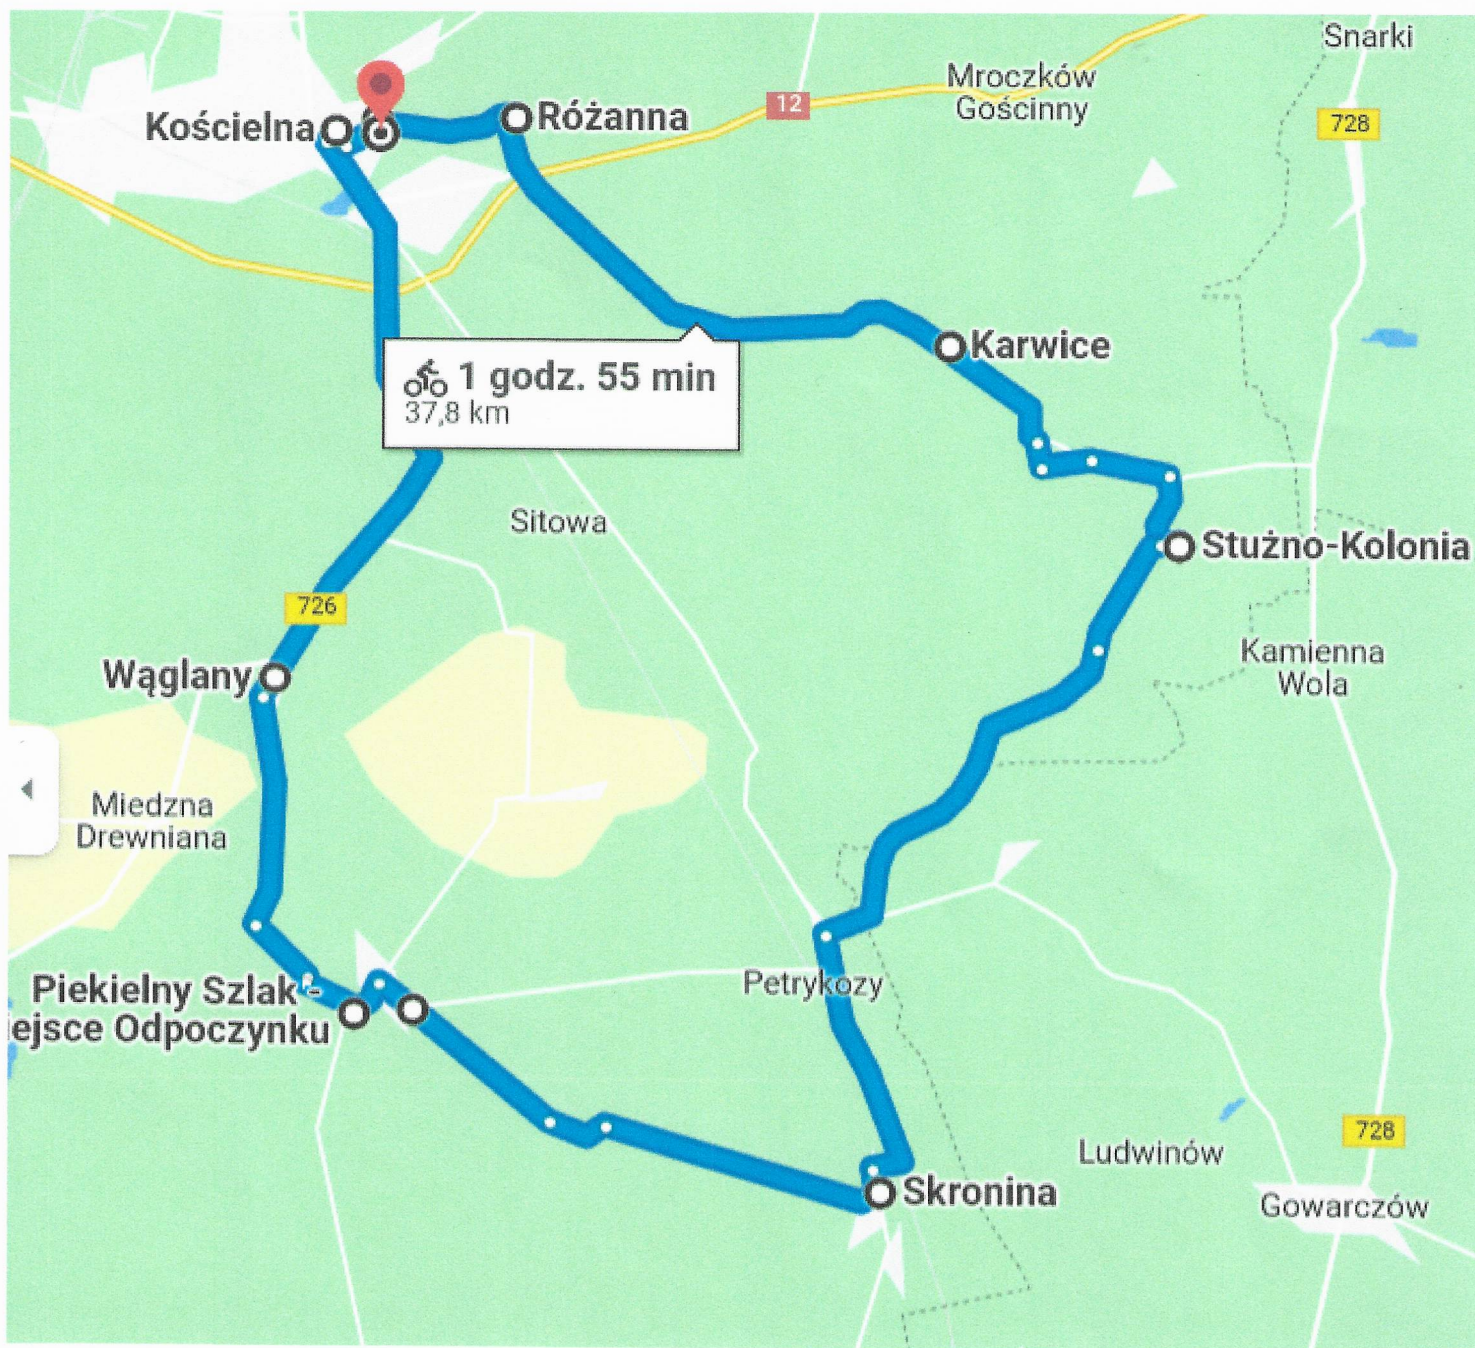 Snarki
Mroczków
Gościnny
12
728
Kościelna
Różanna
Karwice
1 godz. 55 min
37,8 km
Sitowa
Stużno-Kolonia
726
Kamienna
Wola
Wąglany
Miedzna
Drewniana
Petrykozy
Piekielny Szlak -
iejsce Odpoczynku
728
Ludwinów
Skronina
Gowarczów